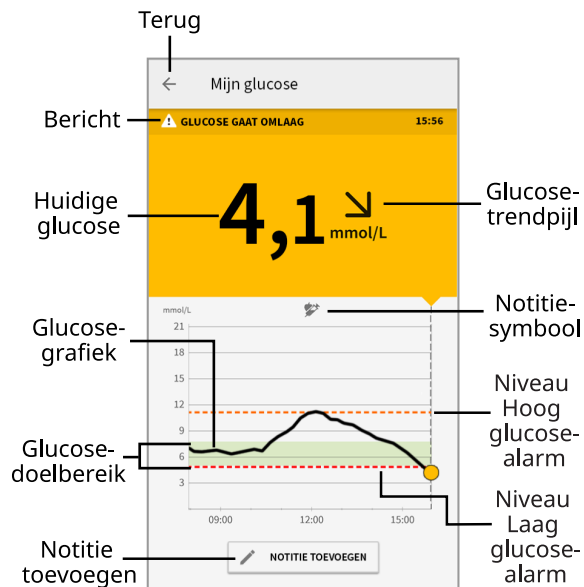 Terug
Mijn glucose
Bericht
GLUCOSE GAAT OMLAAG
15:56
Huidige
glucose
4,1
mmol/L
Glucose-
trendpijl
mmol/L
Notitie-
symbool
Glucose-
grafiek
21
18
15
12
9
6
3
Niveau
Hoog
glucose-
alarm
Glucose-
doelbereik
09:00
12:00
15:00
Niveau
Laag
glucose-
alarm
Notitie
toevoegen
NOTITIE TOEVOEGEN